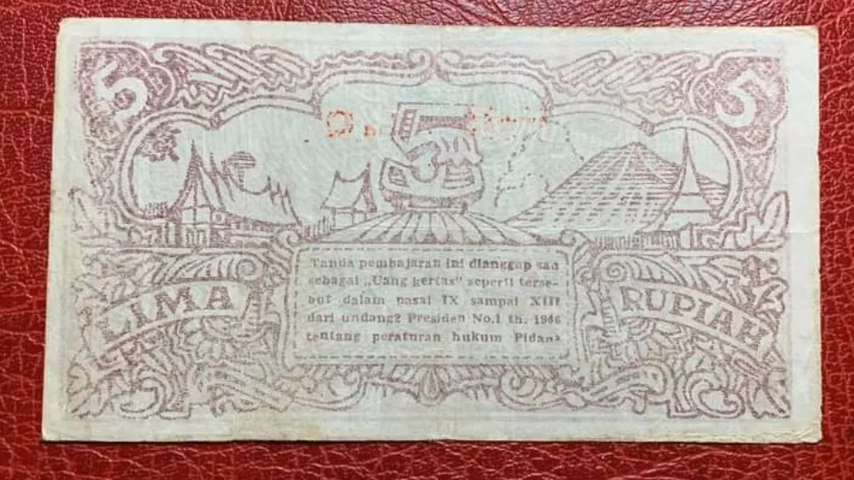 5 5
5
Tanda pembajaran ini dianggap sah
sebagai „Uang kertas" seperti terse-
but dalam pasal IX sampai XIII
dari undang2 Presiden No.1 th. 1946
tentang peraturan hukum Pidana
LIMA RUPIAH